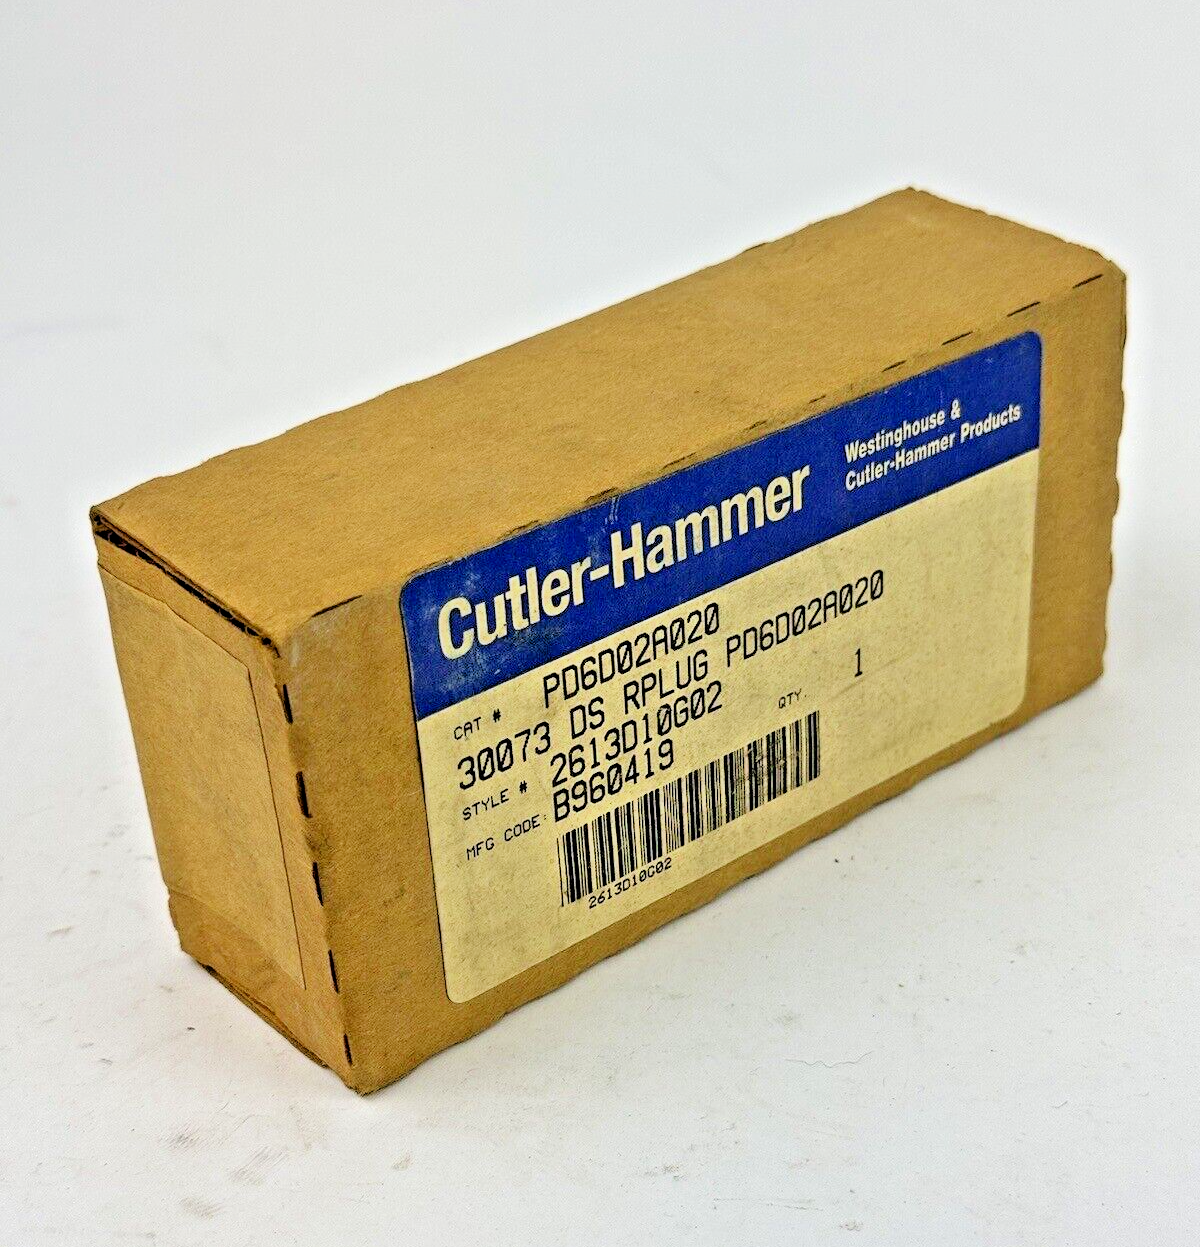 Cutler-Hammer
Westinghouse &
Cutler-Hammer Products
CAT # PD6D02A020
30073 DS RPLUG PD6D02A020
STYLE # 2613D10G02 QTY. 1
MFG CODE: B960419
2613D10G02